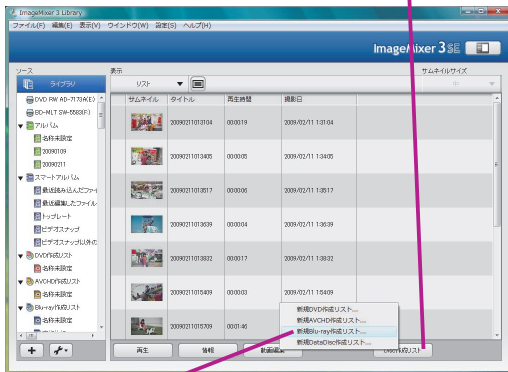 ImageMixer 3 Library
ファイル(F) 編集(E) 表示(V) ウインドウ(W) 設定(S) ヘルプ(H)
ImageMixer 3 SE
ソース
表示
サムネイルサイズ
ライブラリ
リスト
サムネイル タイトル 再生時間 撮影日
DVD RW AD-7173A(E)
BD-MLT SW-5583(F)
アルバム
名称未設定
20090109
20090211
スマートアルバム
最近読み込んだファイ
最近編集したファイル
トップレート
ビデオスナップ
ビデオスナップ以外の
DVD作成リスト
名称未設定
AVCHD作成リスト
名称未設定
Blu-ray作成リスト
名称未設定
20090211013104 00:00:19 2009/02/11 1:31:04
20090211013405 00:00:05 2009/02/11 1:34:05
20090211013517 00:00:06 2009/02/11 1:35:17
20090211013639 00:00:04 2009/02/11 1:36:39
20090211013832 00:00:17 2009/02/11 1:38:32
20090211015409 00:00:03 2009/02/11 1:54:09
20090211015709 00:01:46
新規DVD作成リスト...
新規AVCHD作成リスト...
新規Blu-ray作成リスト...
新規DataDisc作成リスト...
再生
情報
動画編集
Disc作成リスト